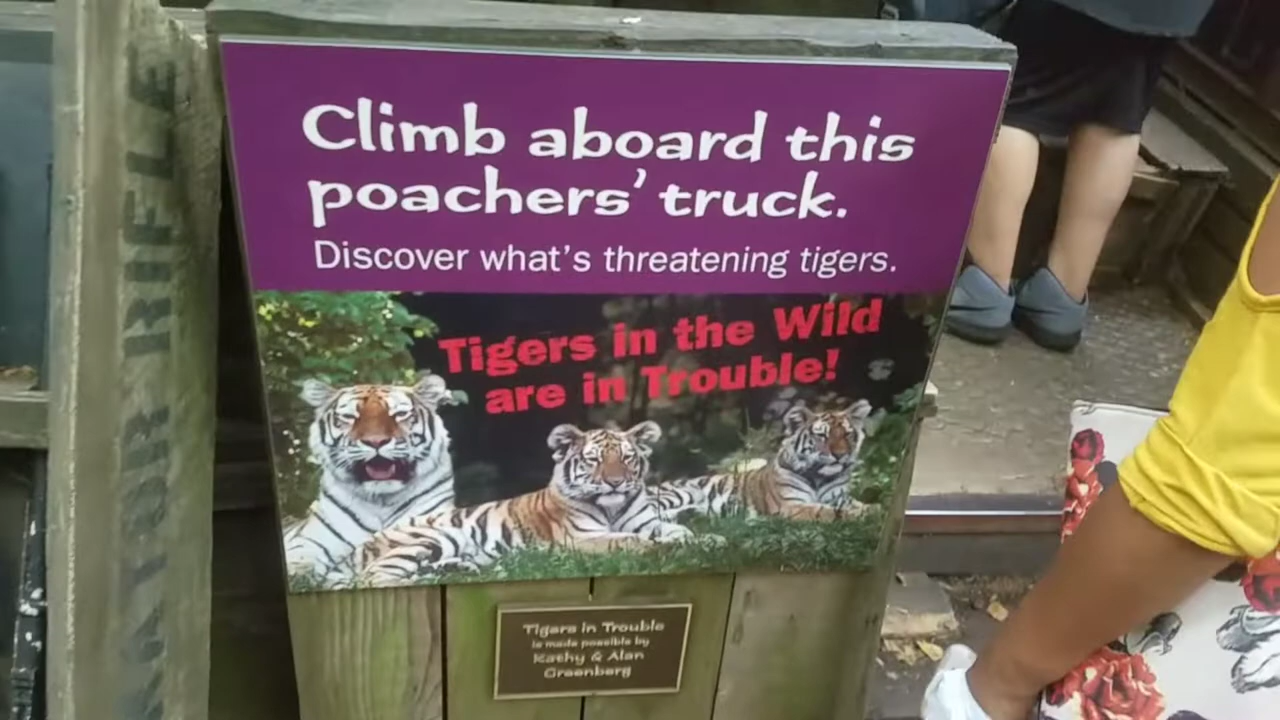 Climb aboard this
poachers' truck.
Discover what's threatening tigers.
Tigers in the Wild
are in Trouble!
Tigers in Trouble
is made possible by
Kathy & Alan
Greenberg
RIFLE